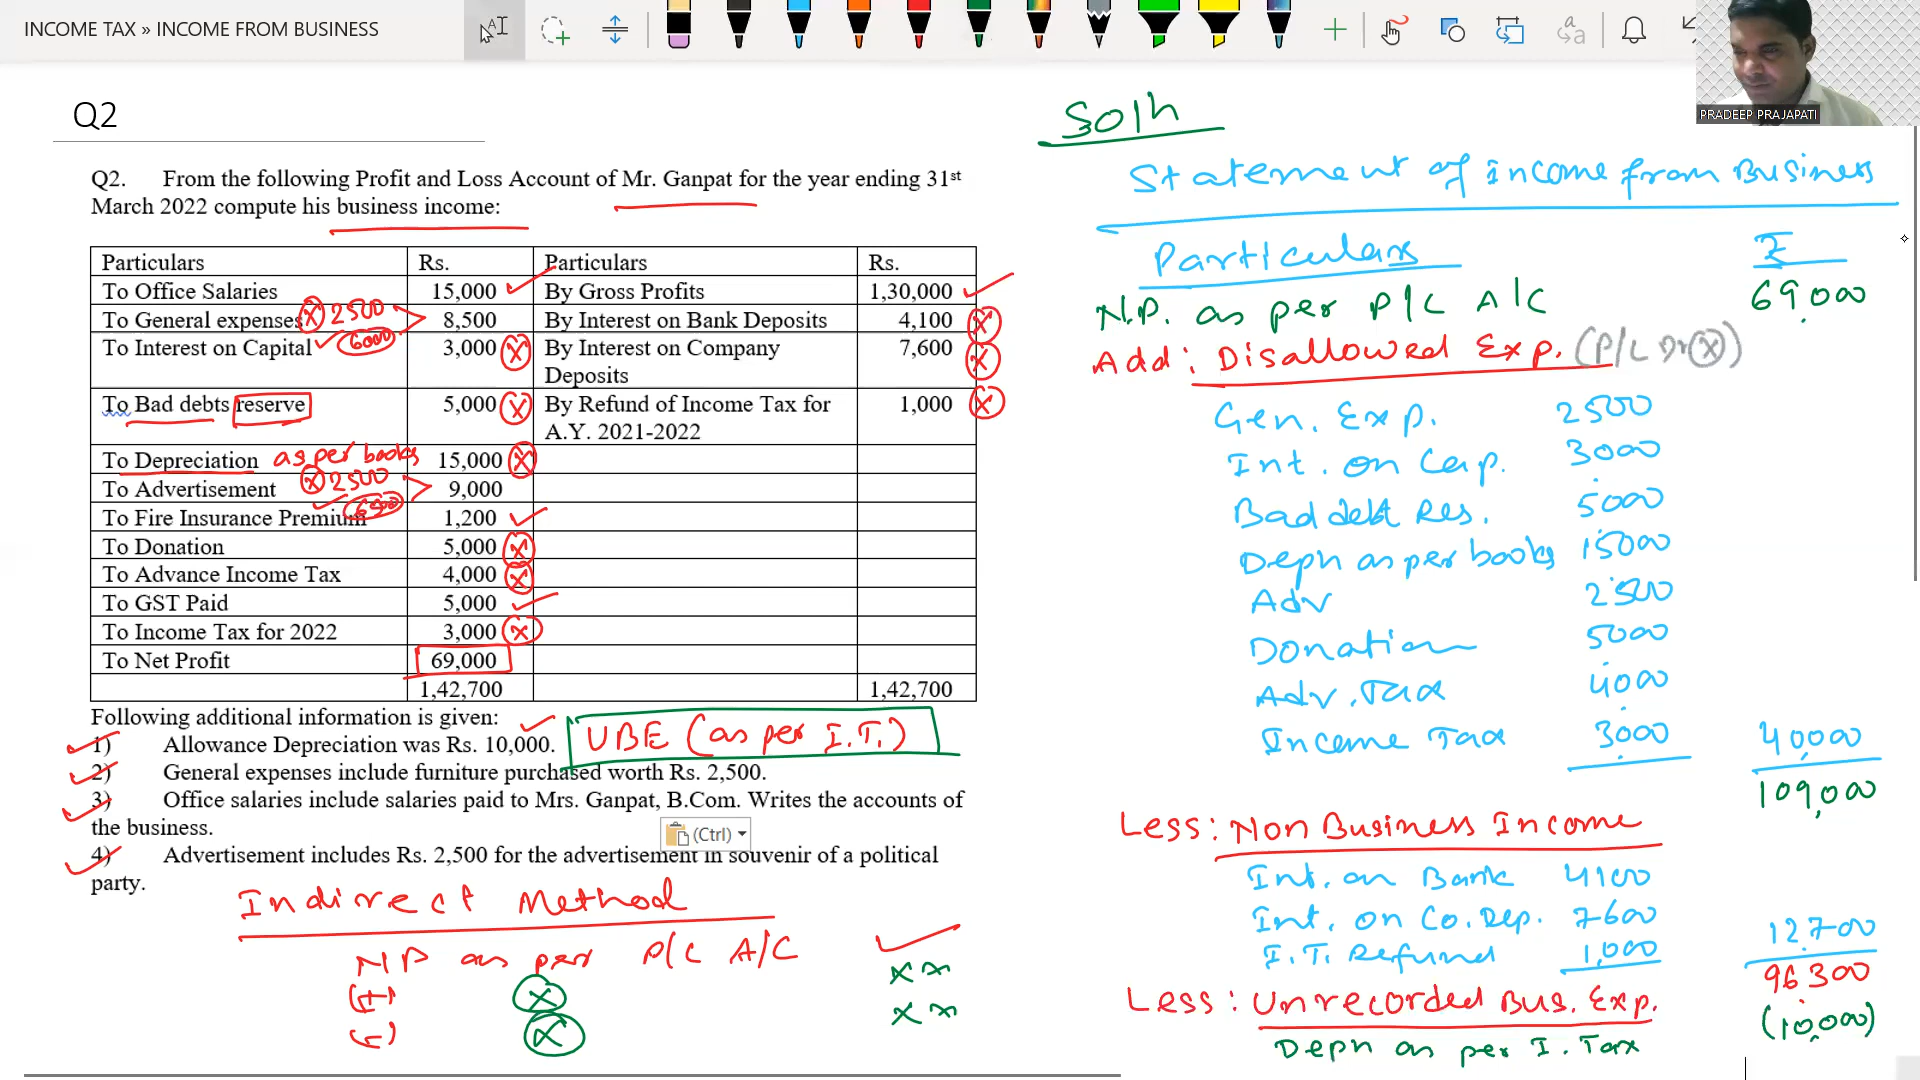 INCOME TAX » INCOME FROM BUSINESS
PRADEEP PRAJAPATI
Q2
Q2. From the following Profit and Loss Account of Mr. Ganpat for the year ending 31st
March 2022 compute his business income:
Particulars Rs. Particulars Rs.
To Office Salaries 15,000 By Gross Profits 1,30,000
To General expenses 2500 8,500 By Interest on Bank Deposits 4,100
6000
To Interest on Capital 3,000 By Interest on Company 7,600
Deposits
To Bad debts reserve 5,000 By Refund of Income Tax for 1,000
A.Y. 2021-2022
To Depreciation as per books 15,000
To Advertisement 2500 9,000
6500
To Fire Insurance Premium 1,200
To Donation 5,000
To Advance Income Tax 4,000
To GST Paid 5,000
To Income Tax for 2022 3,000
To Net Profit 69,000
1,42,700 1,42,700
Following additional information is given:
UBE (as per I.T.)
1) Allowance Depreciation was Rs. 10,000.
2) General expenses include furniture purchased worth Rs. 2,500.
3) Office salaries include salaries paid to Mrs. Ganpat, B.Com. Writes the accounts of
the business.
(Ctrl)
4) Advertisement includes Rs. 2,500 for the advertisement in souvenir of a political
party.
Indirect Method
NP as per P/L A/C
(+) x xx
(-) x xx
Soln
Statement of Income from Business
Particulars ₹
N.P. as per P/L A/C 69,000
Add: Disallowed Exp. (P/L Dr x)
Gen. Exp. 2500
Int. on Cap. 3000
Bad debt Res. 5000
Depn as per books 15000
Adv 2500
Donation 5000
Adv. Tax 4000
Income Tax 3000 40000
109,000
Less: Non Business Income
Int. on Bank 4100
Int. on Co. Dep. 7600
I.T. Refund 1,000 12700
96300
Less: Unrecorded Bus. Exp.
(10,000)
Depn as per I. Tax